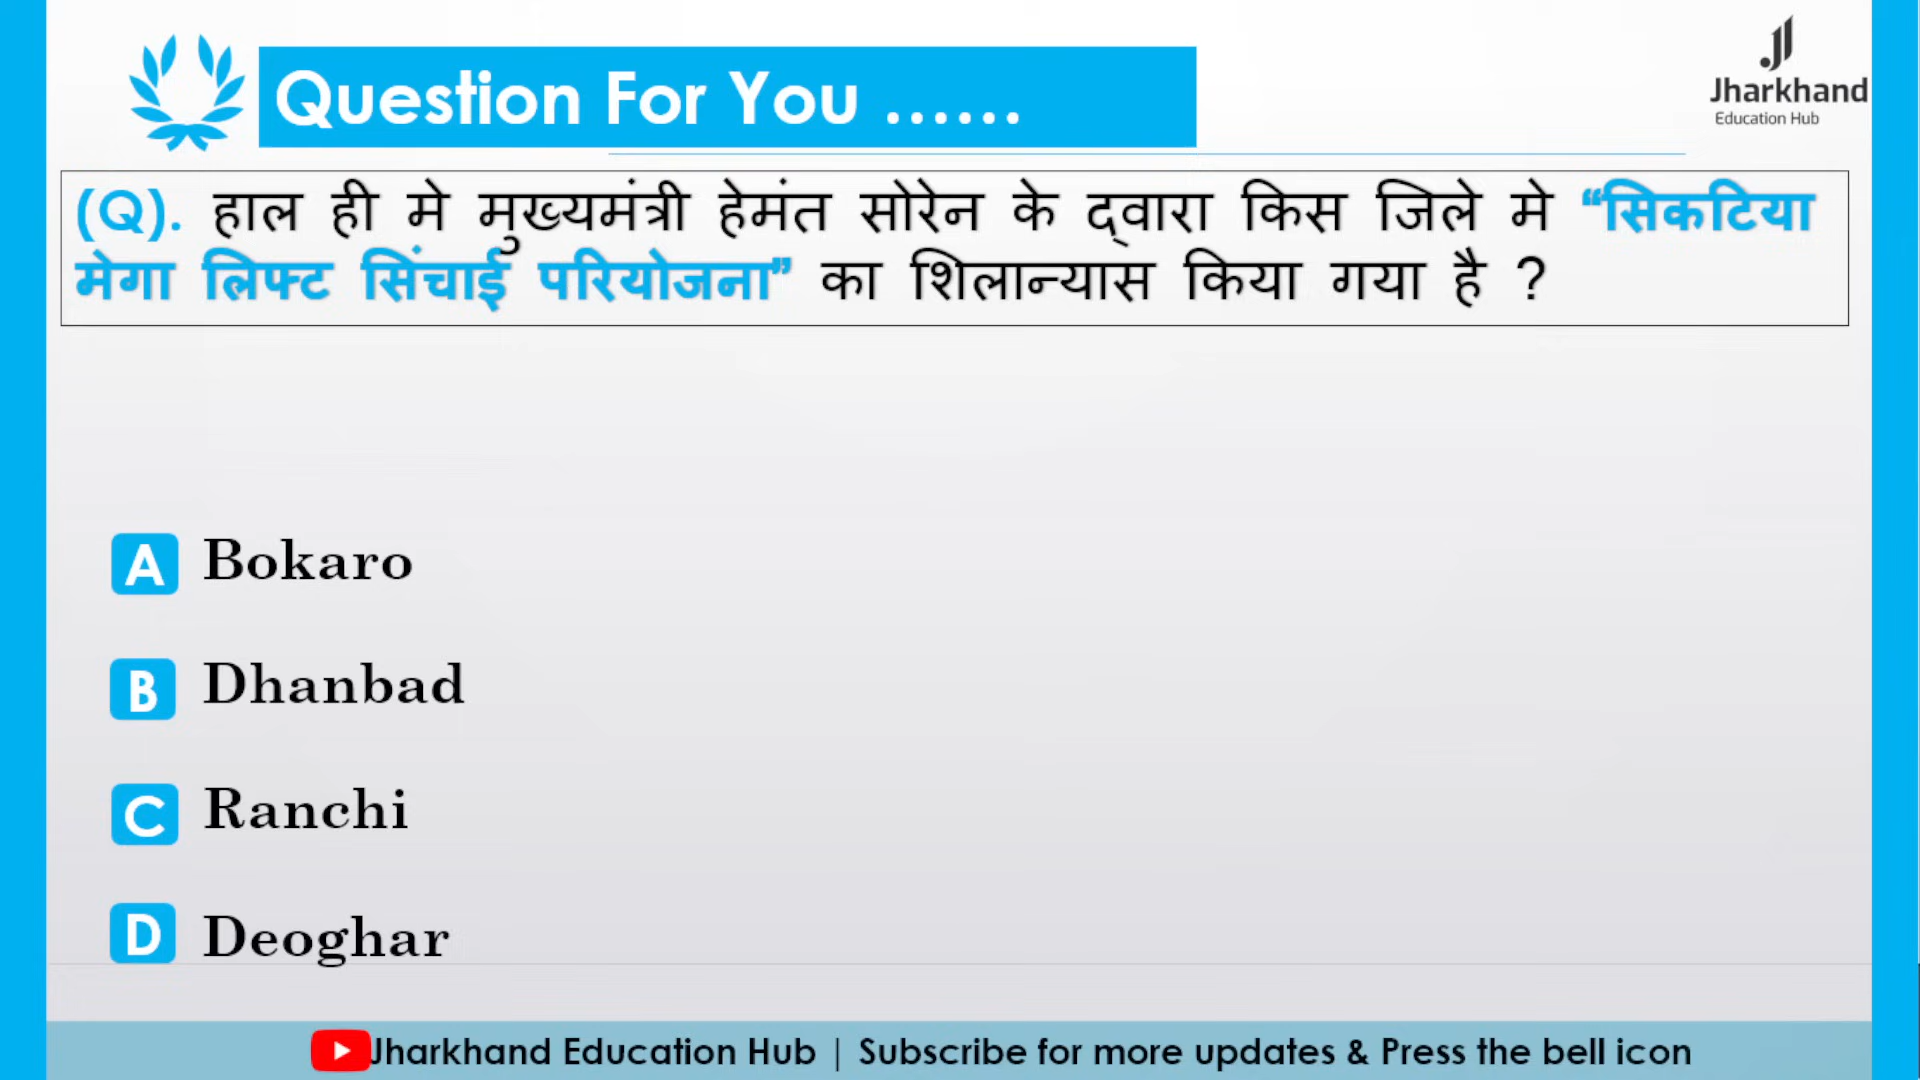 Question For You ......
Jharkhand
Education Hub
(Q). हाल ही मे मुख्यमंत्री हेमंत सोरेन के द्वारा किस जिले मे “सिकटिया
मेगा लिफ्ट सिंचाई परियोजना” का शिलान्यास किया गया है ?
A Bokaro
B Dhanbad
C Ranchi
D Deoghar
Jharkhand Education Hub | Subscribe for more updates & Press the bell icon